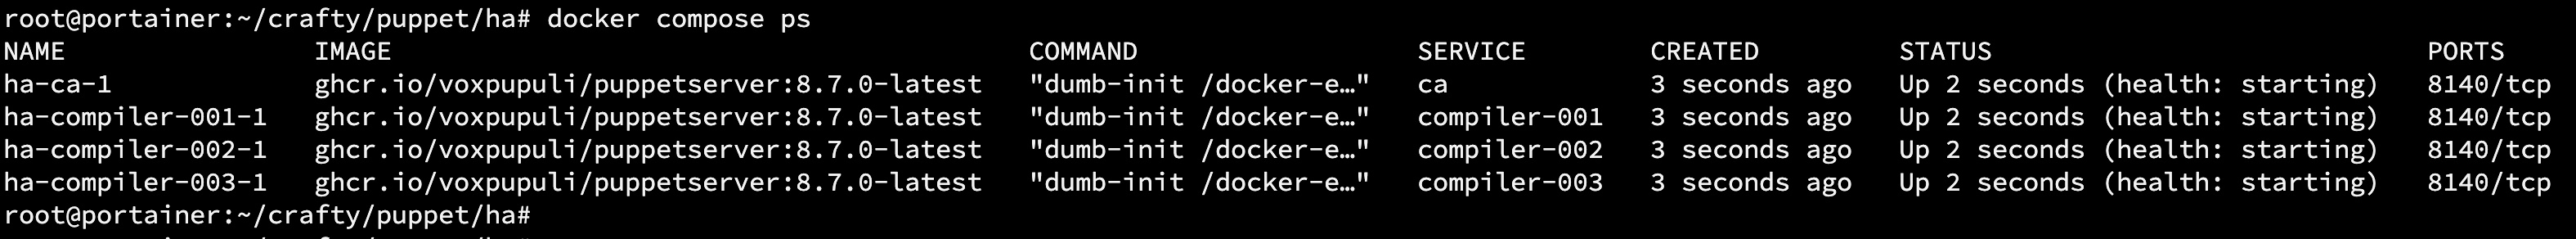 root@portainer:~/crafty/puppet/ha# docker compose ps
NAME IMAGE COMMAND SERVICE CREATED STATUS PORTS
ha-ca-1 ghcr.io/voxpupuli/puppetserver:8.7.0-latest "dumb-init /docker-e…" ca 3 seconds ago Up 2 seconds (health: starting) 8140/tcp
ha-compiler-001-1 ghcr.io/voxpupuli/puppetserver:8.7.0-latest "dumb-init /docker-e…" compiler-001 3 seconds ago Up 2 seconds (health: starting) 8140/tcp
ha-compiler-002-1 ghcr.io/voxpupuli/puppetserver:8.7.0-latest "dumb-init /docker-e…" compiler-002 3 seconds ago Up 2 seconds (health: starting) 8140/tcp
ha-compiler-003-1 ghcr.io/voxpupuli/puppetserver:8.7.0-latest "dumb-init /docker-e…" compiler-003 3 seconds ago Up 2 seconds (health: starting) 8140/tcp
root@portainer:~/crafty/puppet/ha#